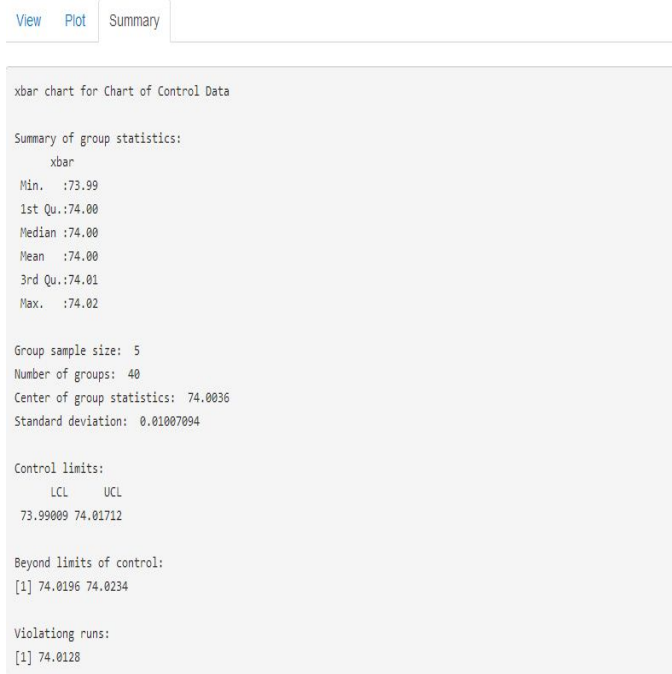 View Plot Summary
xbar chart for Chart of Control Data
Summary of group statistics:
xbar
Min. :73.99
1st Qu.:74.00
Median :74.00
Mean :74.00
3rd Qu.:74.01
Max. :74.02
Group sample size: 5
Number of groups: 40
Center of group statistics: 74.0036
Standard deviation: 0.01007094
Control limits:
LCL UCL
73.99009 74.01712
Beyond limits of control:
[1] 74.0196 74.0234
Violationg runs:
[1] 74.0128